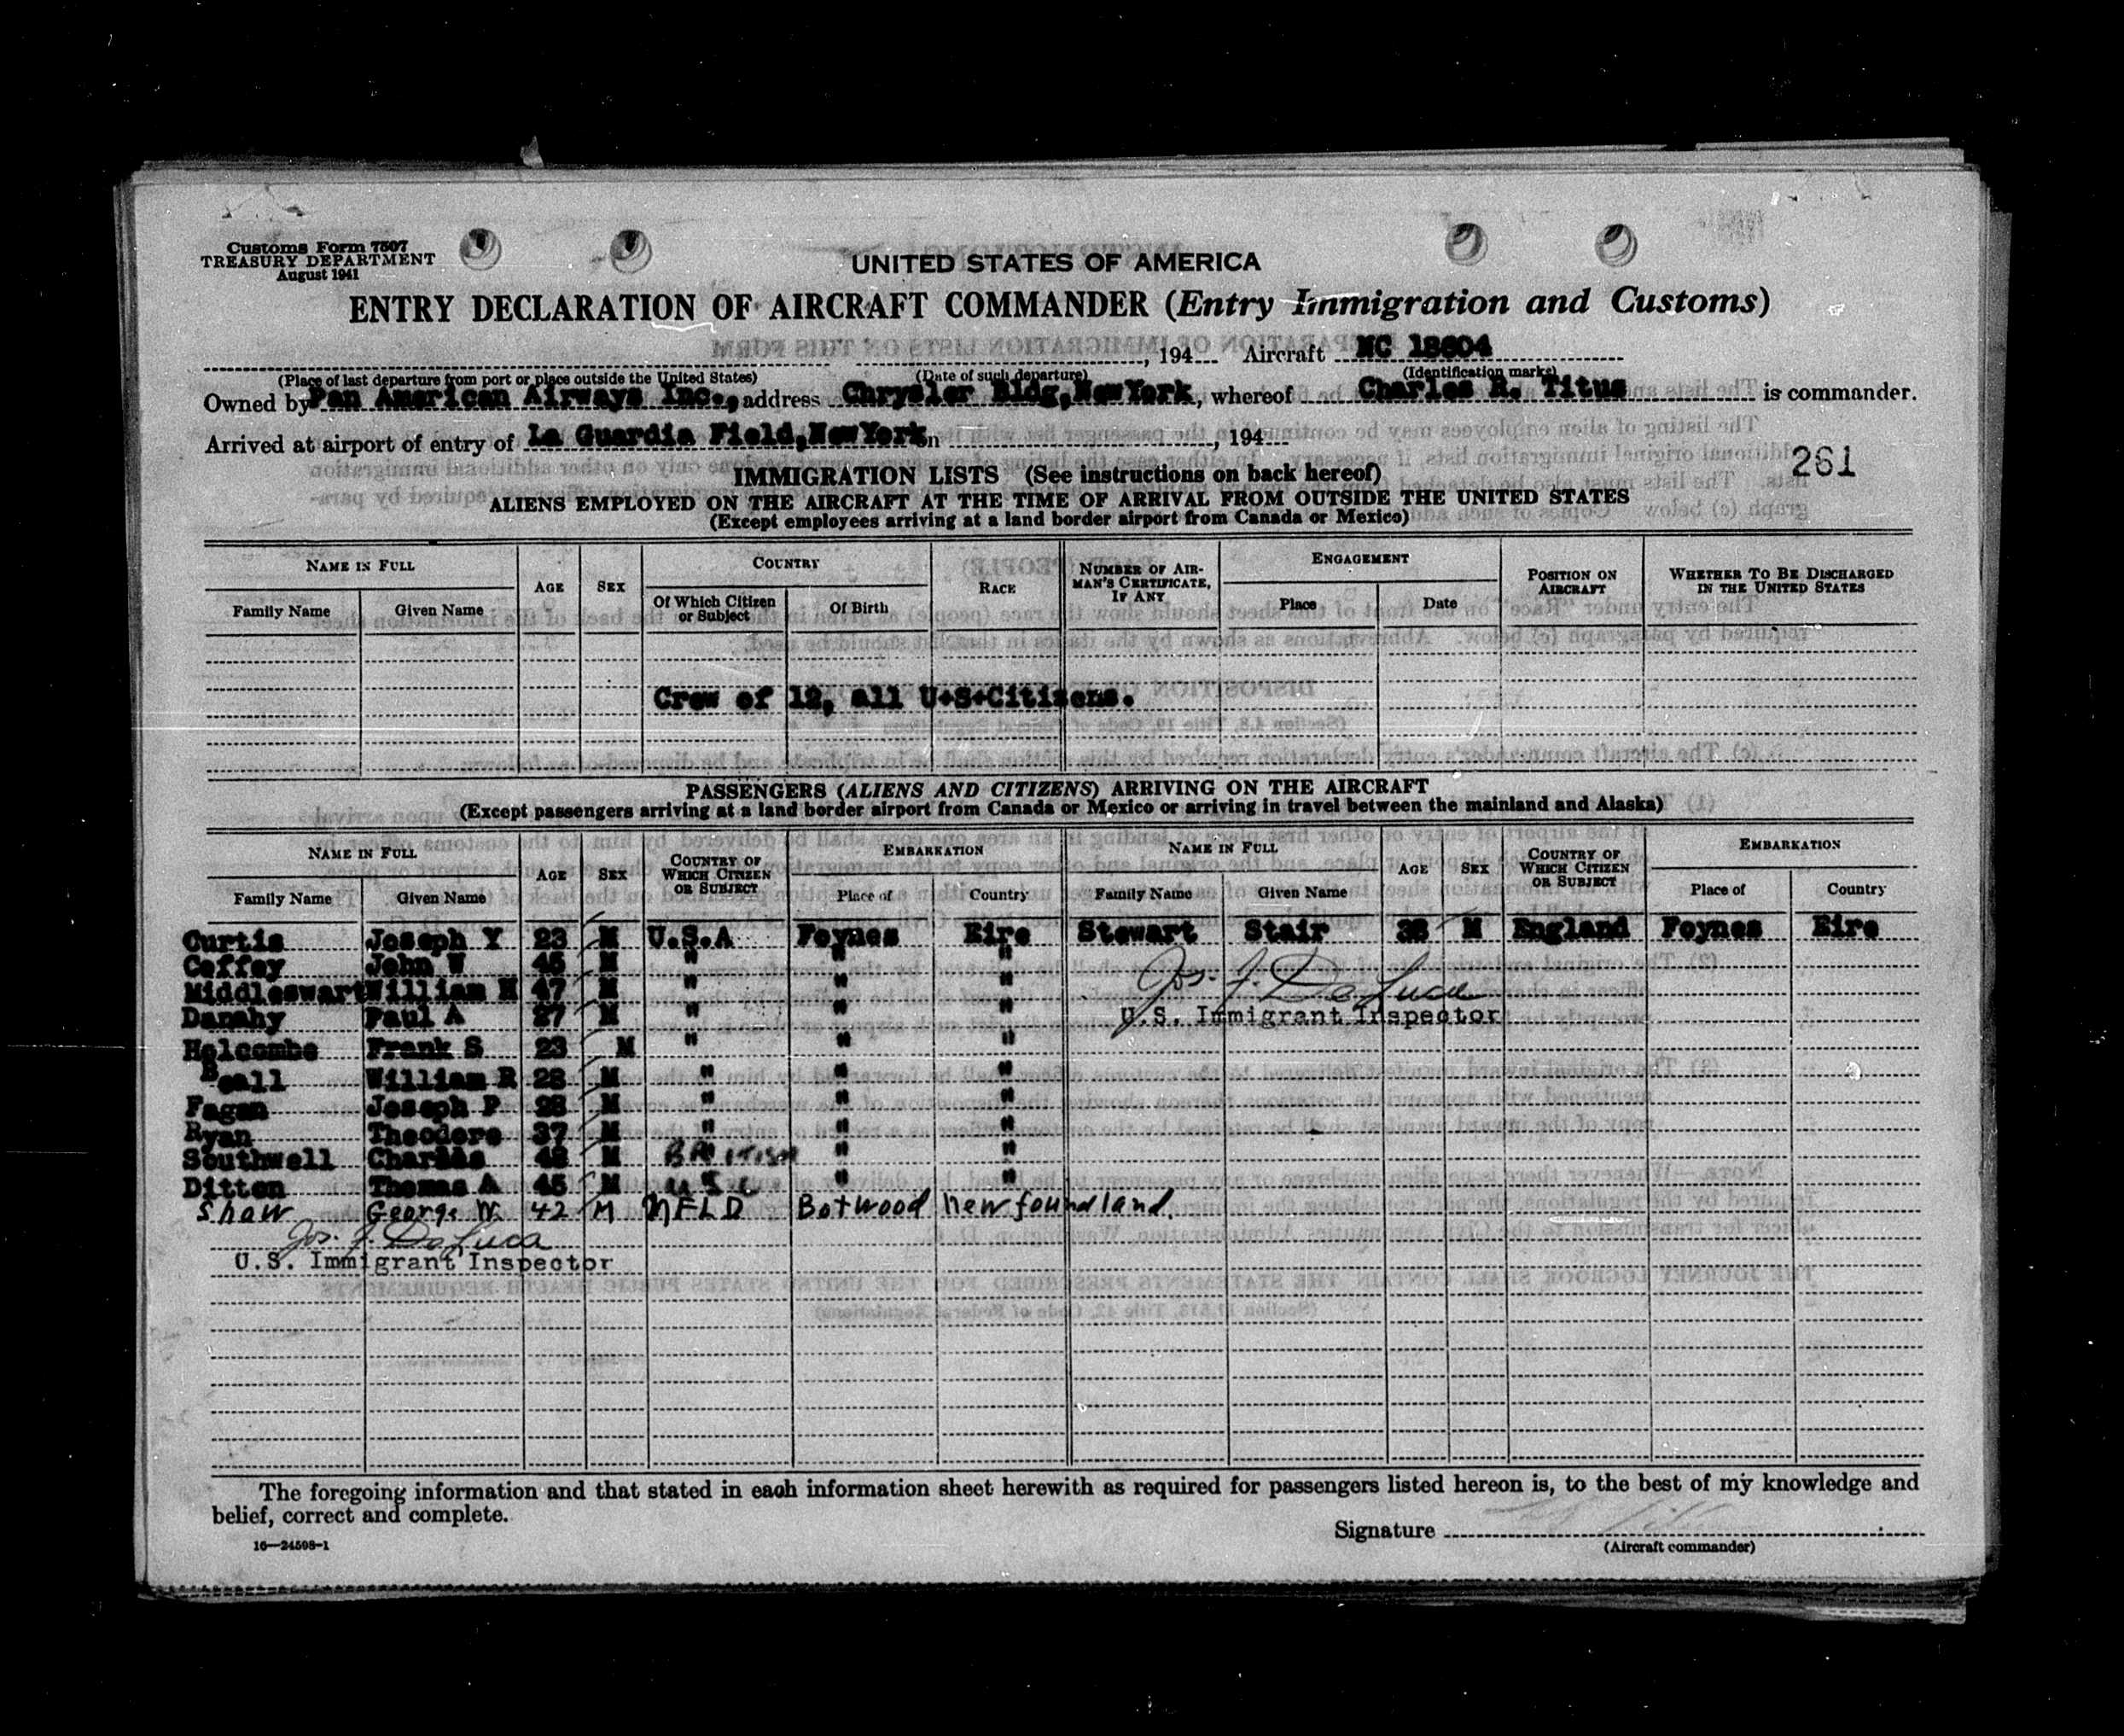 Customs Form 7507
TREASURY DEPARTMENT
August 1941
UNITED STATES OF AMERICA
ENTRY DECLARATION OF AIRCRAFT COMMANDER (Entry Immigration and Customs)
, 194 Aircraft NC 18604
(Place of last departure from port or place outside the United States) (Date of such departure) (Identification marks)
Owned by Pan American Airways Inc., address Chrysler Bldg, New York, whereof Charles R. Titus is commander.
Arrived at airport of entry of La Guardia Field, New York on , 194
261
IMMIGRATION LISTS (See instructions on back hereof)
ALIENS EMPLOYED ON THE AIRCRAFT AT THE TIME OF ARRIVAL FROM OUTSIDE THE UNITED STATES
(Except employees arriving at a land border airport from Canada or Mexico)
NAME IN FULL AGE SEX COUNTRY RACE NUMBER OF AIRMAN'S CERTIFICATE, IF ANY ENGAGEMENT POSITION ON AIRCRAFT WHETHER TO BE DISCHARGED IN THE UNITED STATES
Family Name Given Name Of Which Citizen or Subject Of Birth Place Date
Crew of 12, all U+S+Citizens.
PASSENGERS (ALIENS AND CITIZENS) ARRIVING ON THE AIRCRAFT
(Except passengers arriving at a land border airport from Canada or Mexico or arriving in travel between the mainland and Alaska)
NAME IN FULL AGE SEX COUNTRY OF WHICH CITIZEN OR SUBJECT EMBARKATION NAME IN FULL AGE SEX COUNTRY OF WHICH CITIZEN OR SUBJECT EMBARKATION
Family Name Given Name Place of Country Family Name Given Name Place of Country
Curtis Joseph Y 23 M U.S.A Foynes Eire Stewart Stair 38 M England Foynes Eire
Coffey John W 45 M " " "
Jos. J. De Luca
Middleswart William H 47 M " " "
Danahy Paul A 27 M " " "
U.S. Immigrant Inspector
Holcombe Frank S 23 M " " "
Beall William R 28 M " " "
Fagan Joseph P 28 M " " "
Ryan Theodore 37 M " " "
Southwell Charles M BRITISH " "
Ditton Thomas A 45 M " "
Shaw George W. 42 M NFLD Botwood Newfoundland.
Jos. J. De Luca
U.S. Immigrant Inspector
The foregoing information and that stated in each information sheet herewith as required for passengers listed hereon is, to the best of my knowledge and
belief, correct and complete.
Signature
16—24598-1
(Aircraft commander)